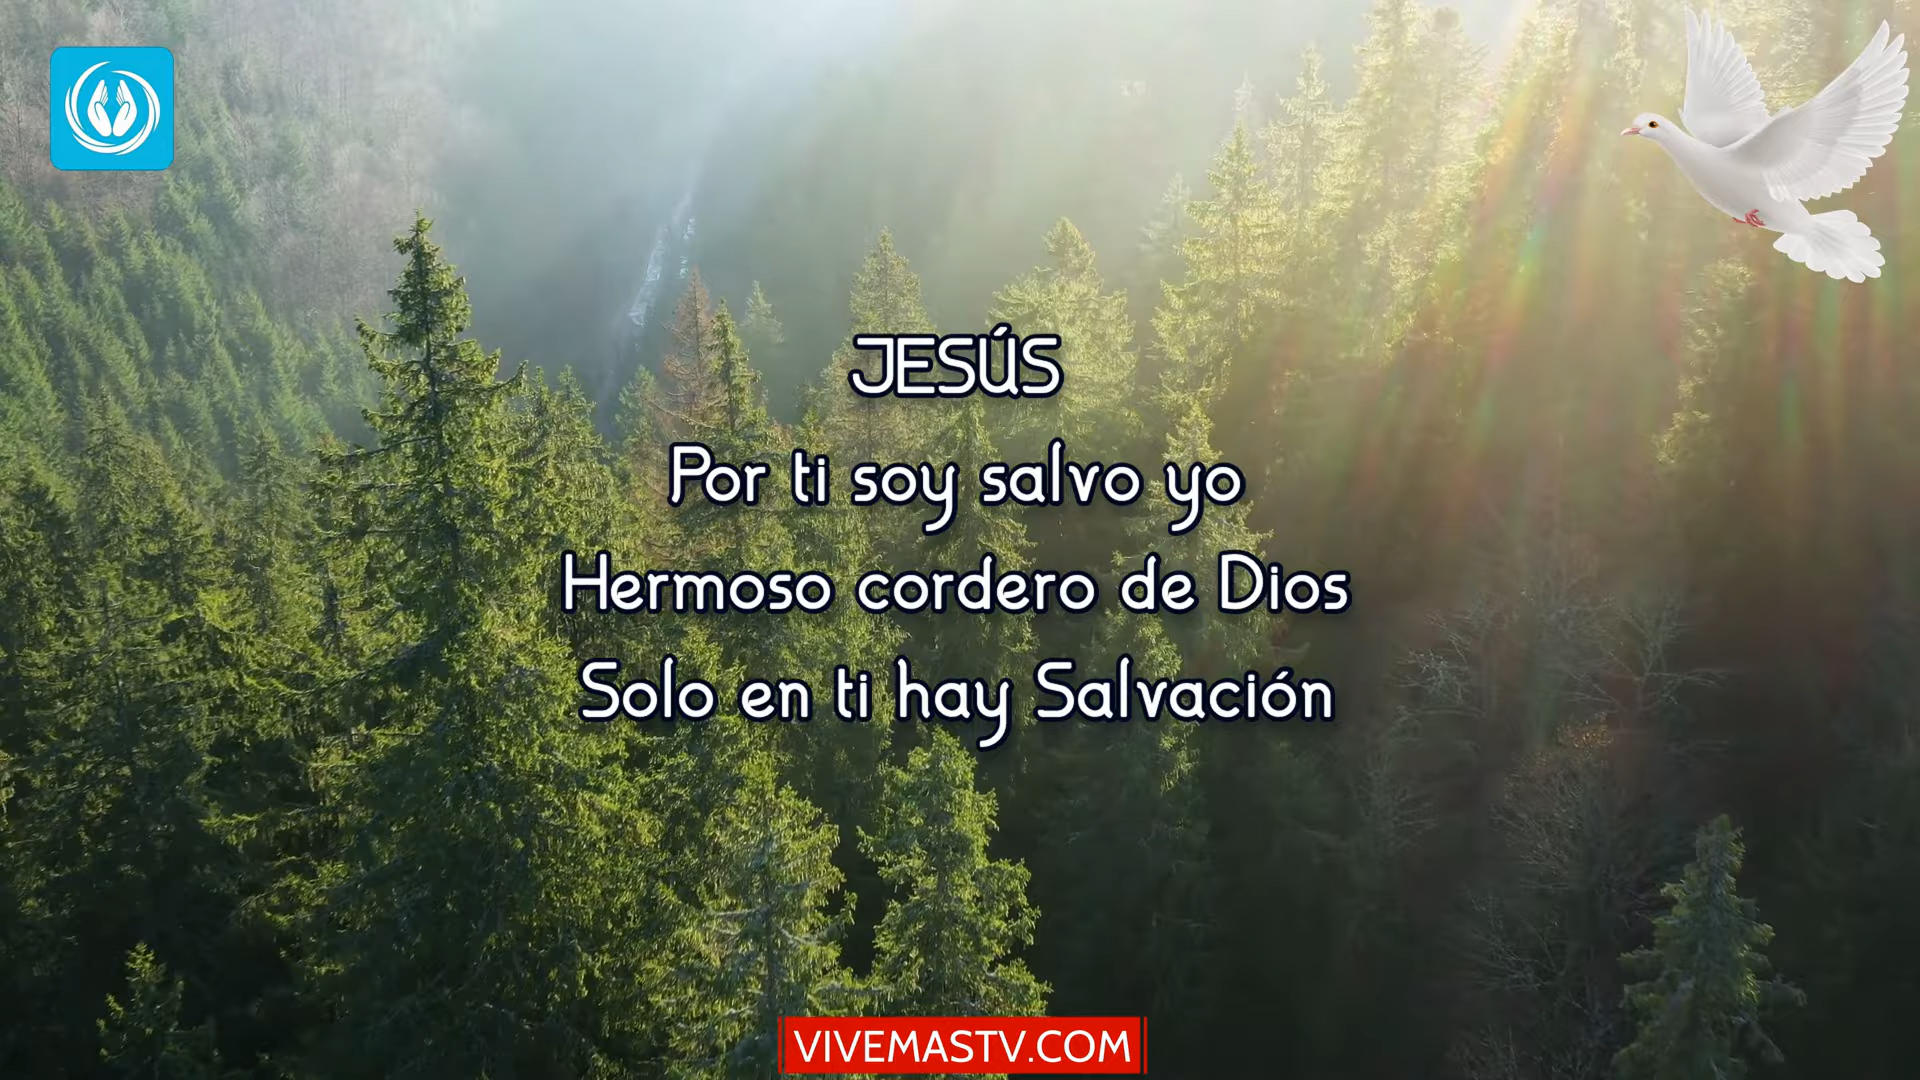 JESÚS
Por ti soy salvo yo
Hermoso cordero de Dios
Solo en ti hay Salvación
VIVEMASTV.COM